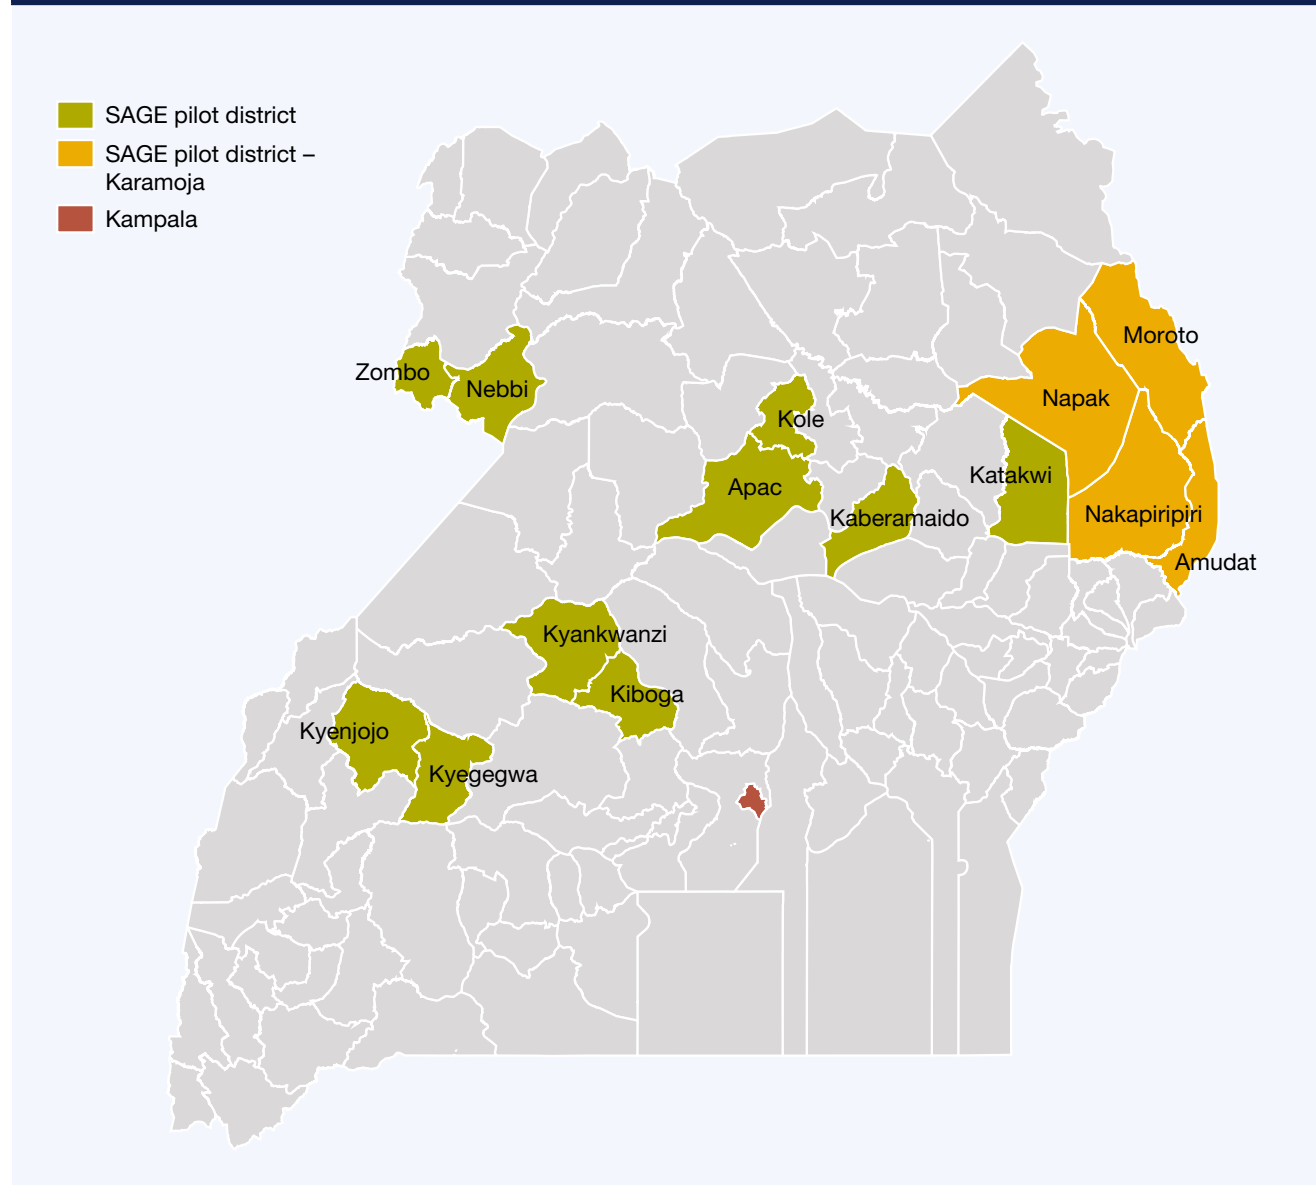 SAGE pilot district
SAGE pilot district –
Karamoja
Kampala
Moroto
Zombo
Nebbi
Napak
Kole
Katakwi
Apac
Kaberamaido
Nakapiripiri
Amudat
Kyankwanzi
Kiboga
Kyenjojo
Kyegegwa